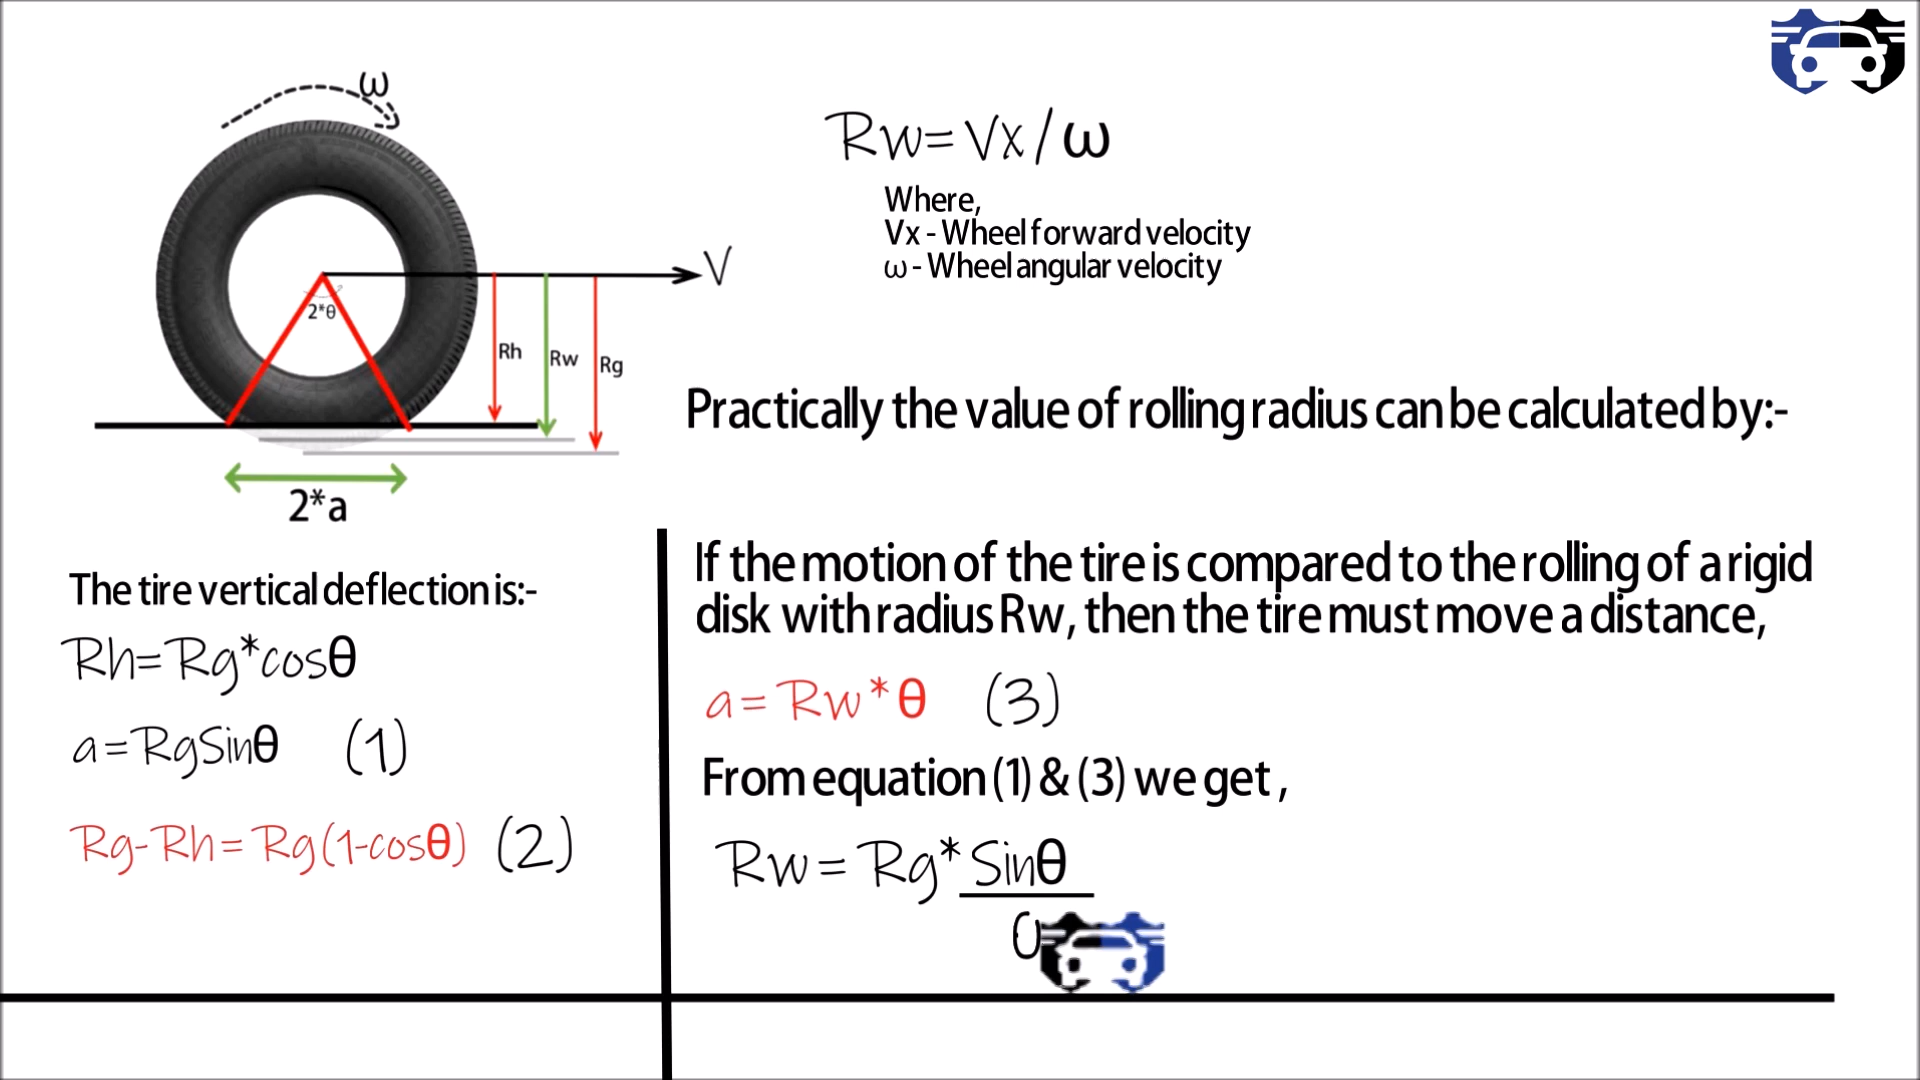 ω
V
2*θ
Rh
Rw
Rg
2*a
Rw=Vx/ω
Where,
Vx - Wheel forward velocity
ω - Wheel angular velocity
Practically the value of rolling radius can be calculated by:-
The tire vertical deflection is:-
Rh=Rg*cosθ
a=RgSinθ (1)
Rg-Rh=Rg(1-cosθ) (2)
If the motion of the tire is compared to the rolling of a rigid
disk with radius Rw, then the tire must move a distance,
a=Rw*θ (3)
From equation (1) & (3) we get ,
Rw = Rg* Sinθ